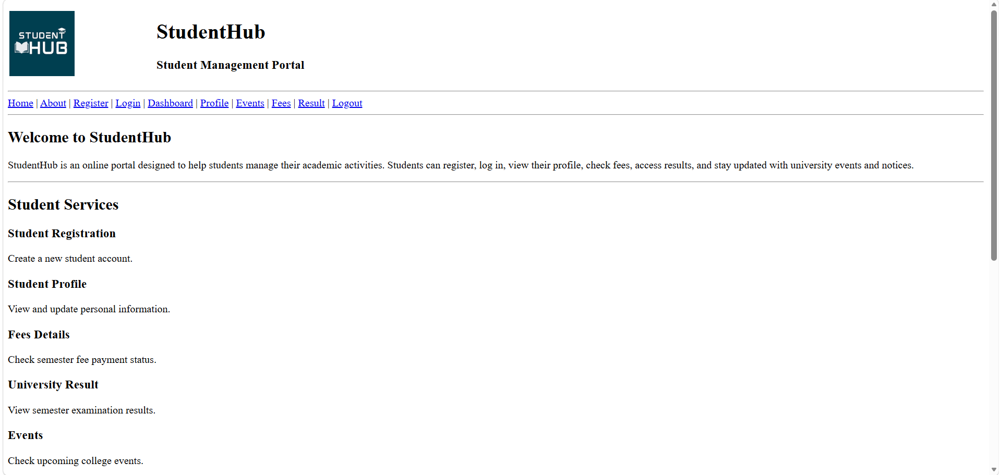 STUDENT
HUB
StudentHub
Student Management Portal
Home | About | Register | Login | Dashboard | Profile | Events | Fees | Result | Logout
Welcome to StudentHub
StudentHub is an online portal designed to help students manage their academic activities. Students can register, log in, view their profile, check fees, access results, and stay updated with university events and notices.
Student Services
Student Registration
Create a new student account.
Student Profile
View and update personal information.
Fees Details
Check semester fee payment status.
University Result
View semester examination results.
Events
Check upcoming college events.